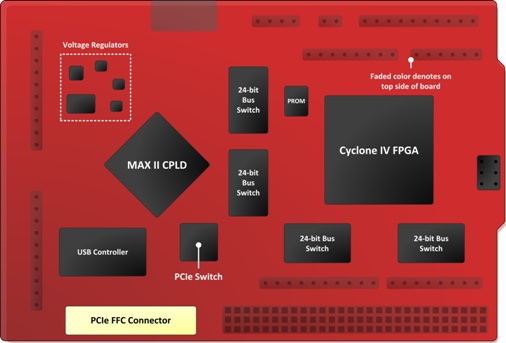 Voltage Regulators
24-bit
Bus
Switch
PROM
Faded color denotes on
top side of board
MAX II CPLD
Cyclone IV FPGA
24-bit
Bus
Switch
USB Controller
PCIe Switch
24-bit Bus
Switch
24-bit Bus
Switch
PCIe FFC Connector